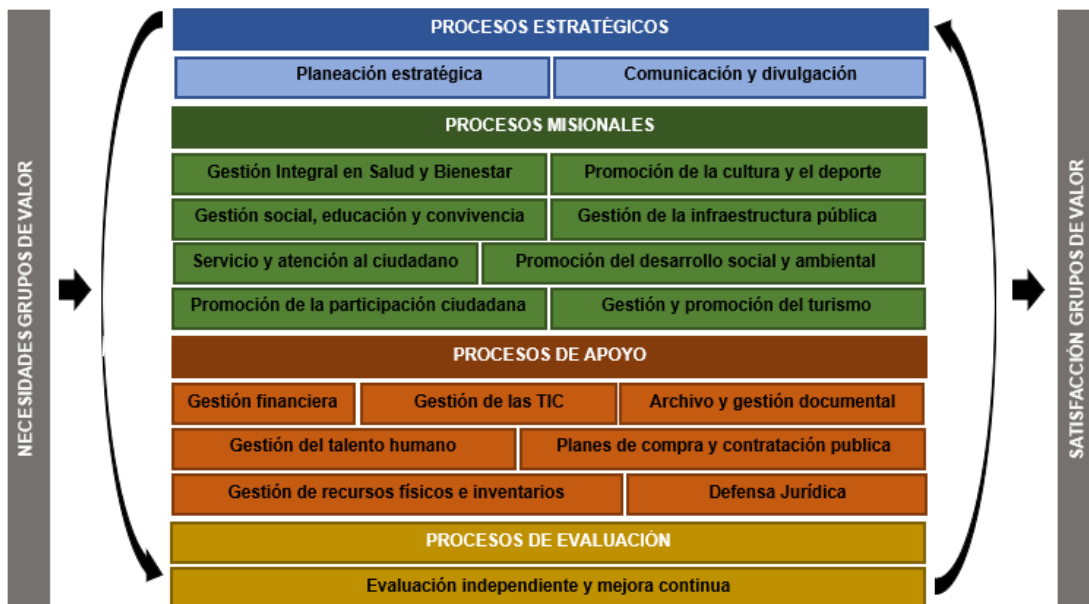 NECESIDADES GRUPOS DE VALOR
PROCESOS ESTRATÉGICOS
Planeación estratégica
Comunicación y divulgación
PROCESOS MISIONALES
Gestión Integral en Salud y Bienestar
Promoción de la cultura y el deporte
Gestión social, educación y convivencia
Gestión de la infraestructura pública
Servicio y atención al ciudadano
Promoción del desarrollo social y ambiental
Promoción de la participación ciudadana
Gestión y promoción del turismo
PROCESOS DE APOYO
Gestión financiera
Gestión de las TIC
Archivo y gestión documental
Gestión del talento humano
Planes de compra y contratación publica
Gestión de recursos físicos e inventarios
Defensa Jurídica
PROCESOS DE EVALUACIÓN
Evaluación independiente y mejora continua
SATISFACCIÓN GRUPOS DE VALOR